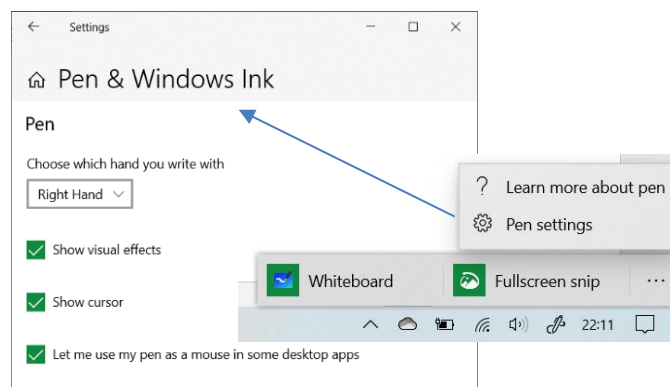 Settings
Pen & Windows Ink
Pen
Choose which hand you write with
Right Hand
Show visual effects
Show cursor
Let me use my pen as a mouse in some desktop apps
? Learn more about pen
Pen settings
Whiteboard
Fullscreen snip
...
22:11